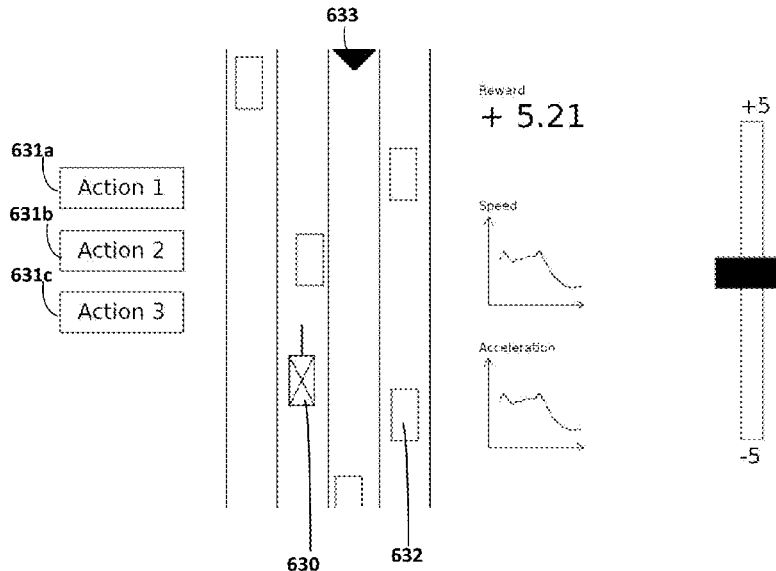 633
Reward
+ 5.21
+5
631a
Action 1
631b
Action 2
631c
Action 3
Speed
Acceleration
-5
630
632